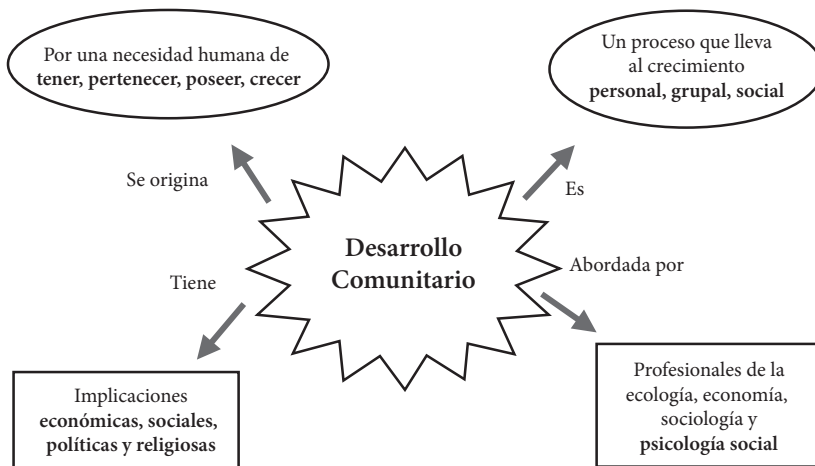 Por una necesidad humana de
tener, pertenecer, poseer, crecer
Un proceso que lleva
al crecimiento
personal, grupal, social
Se origina
Es
Desarrollo
Comunitario
Tiene
Abordada por
Implicaciones
económicas, sociales,
políticas y religiosas
Profesionales de la
ecología, economía,
sociología y
psicología social